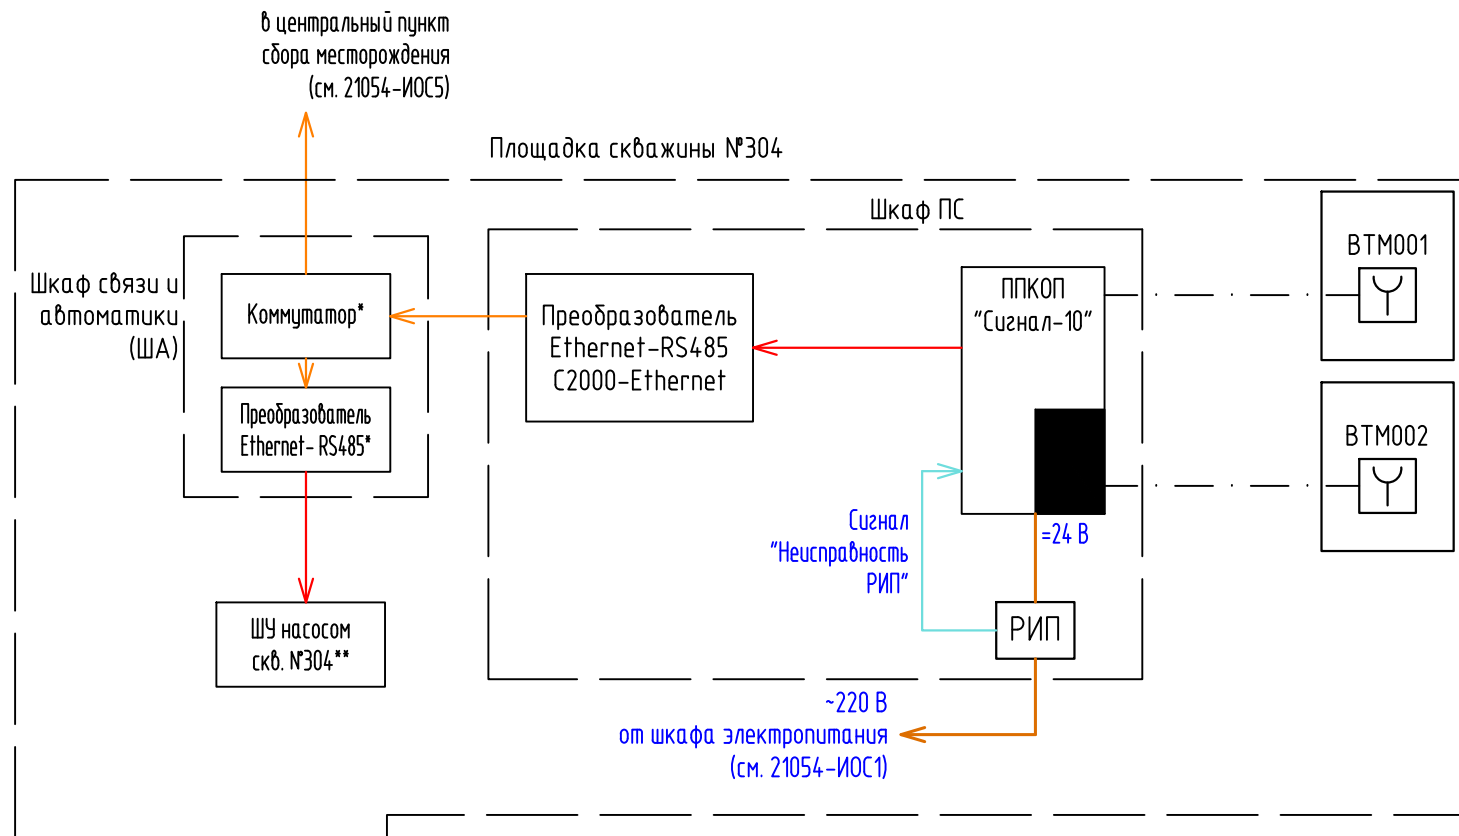 в центральный пункт
сбора месторождения
(см. 21054-ИОС5)
Площадка скважины №304
Шкаф ПС
Шкаф связи и
автоматики
(ША)
Коммутатор*
Преобразователь
Ethernet-RS485
С2000-Ethernet
ППКОП
"Сигнал-10"
ВТМ001
Преобразователь
Ethernet- RS485*
ВТМ002
Сигнал
"Неисправность
РИП"
=24 В
ШУ насосом
скв. №304**
РИП
~220 В
от шкафа электропитания
(см. 21054-ИОС1)